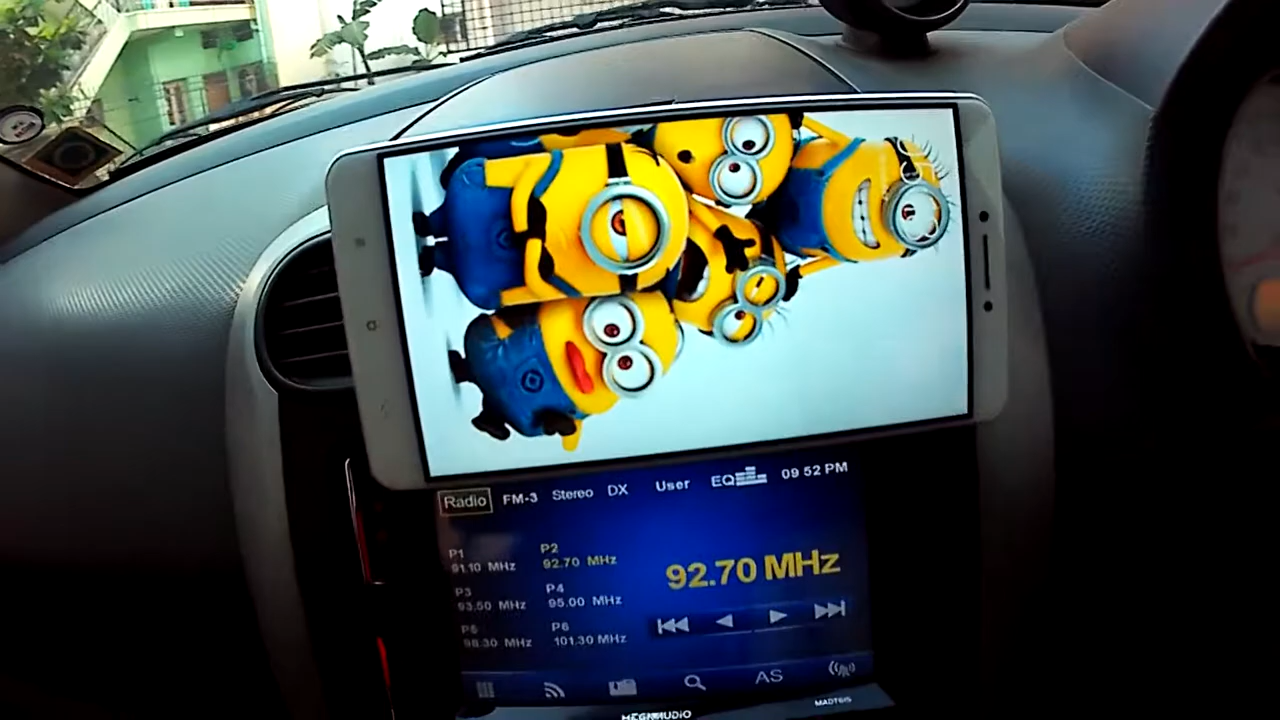 Radio FM-3 Stereo DX User EQ 09 52 PM
P1 P2
91.10 MHz 92.70 MHz
92.70 MHz
P3 P4
93.50 MHz 95.00 MHz
P5 P6
98.30 MHz 101.30 MHz
AS